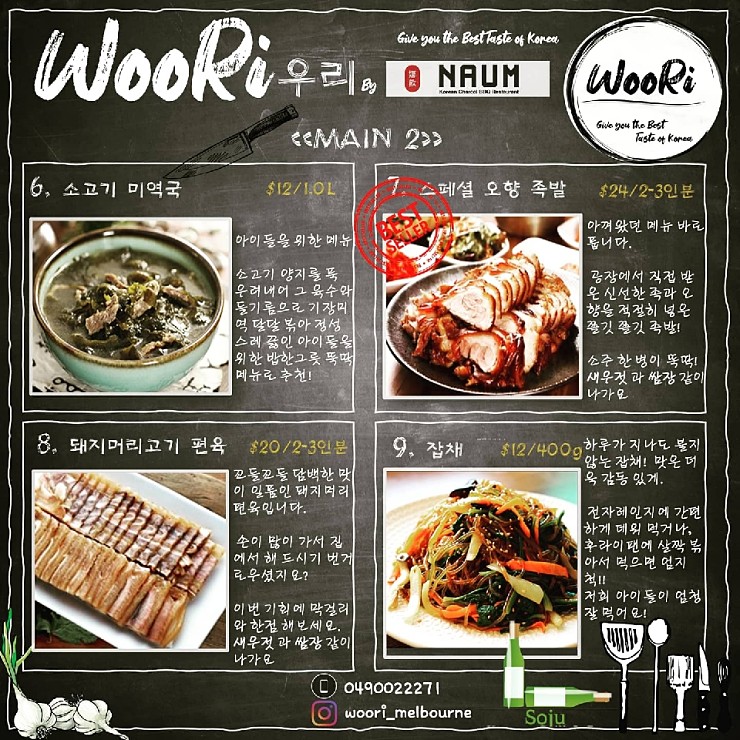 WooRi 우리 By NAUM
Give you the Best Taste of Korea
Korean Charcol BBQ Restaurant
WooRi
Give you the Best
Taste of Korea
<<MAIN 2>>
6. 소고기 미역국 $12/1.0L
아이들을 위한 메뉴
소고기 양지를 푹
우려내어 그 육수와
들기름으로 기장미
역 달달 볶아 정성
스레 끓인 아이들을
위한 밥한그릇 뚝딱
메뉴로 추천!
7. 스페셜 오향 족발 $24/2-3인분
BEST
SELLER
아껴왔던 메뉴 바로
픕니다.
공장에서 직접 받
은 신선한 족과 오
향을 적절히 넣은
쫄깃 쫄깃 족발!
소주 한 병이 뚝딱!
새우젓 과 쌈장 같이
나가요
8. 돼지머리고기 편육 $20/2-3인분
꼬들꼬들 담백한 맛
이 일품인 돼지머리
편육입니다.
손이 많이 가서 집
에서 해 드시기 번거
로우셨지요?
이번 기회에 막걸리
와 한점 해보세요.
새우젓 과 쌈장 같이
나가요
9. 잡채 $12/400g
하루가 지나도 불지
않는 잡채! 맛은 더
욱 감동 있게.
전자레인지에 간편
하게 데워 먹거나,
후라이팬에 살짝 볶
아서 먹으면 엄지
척!!
저희 아이들이 엄청
잘 먹어요!
0490022271
woori_melbourne
Soju